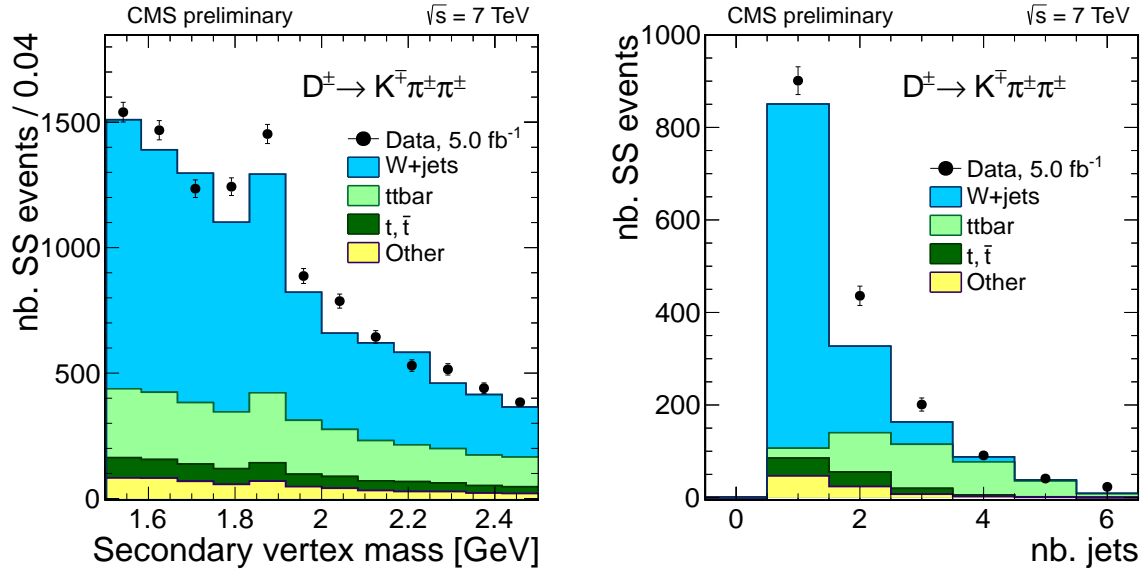 CMS preliminary √s = 7 TeV
D± → K∓π±π±
Data, 5.0 fb⁻¹
W+jets
ttbar
t, t̄
Other
nb. SS events / 0.04
1500
1000
500
0
1.6 1.8 2 2.2 2.4
Secondary vertex mass [GeV]
CMS preliminary √s = 7 TeV
D± → K∓π±π±
Data, 5.0 fb⁻¹
W+jets
ttbar
t, t̄
Other
nb. SS events
1000
800
600
400
200
0
0 2 4 6
nb. jets